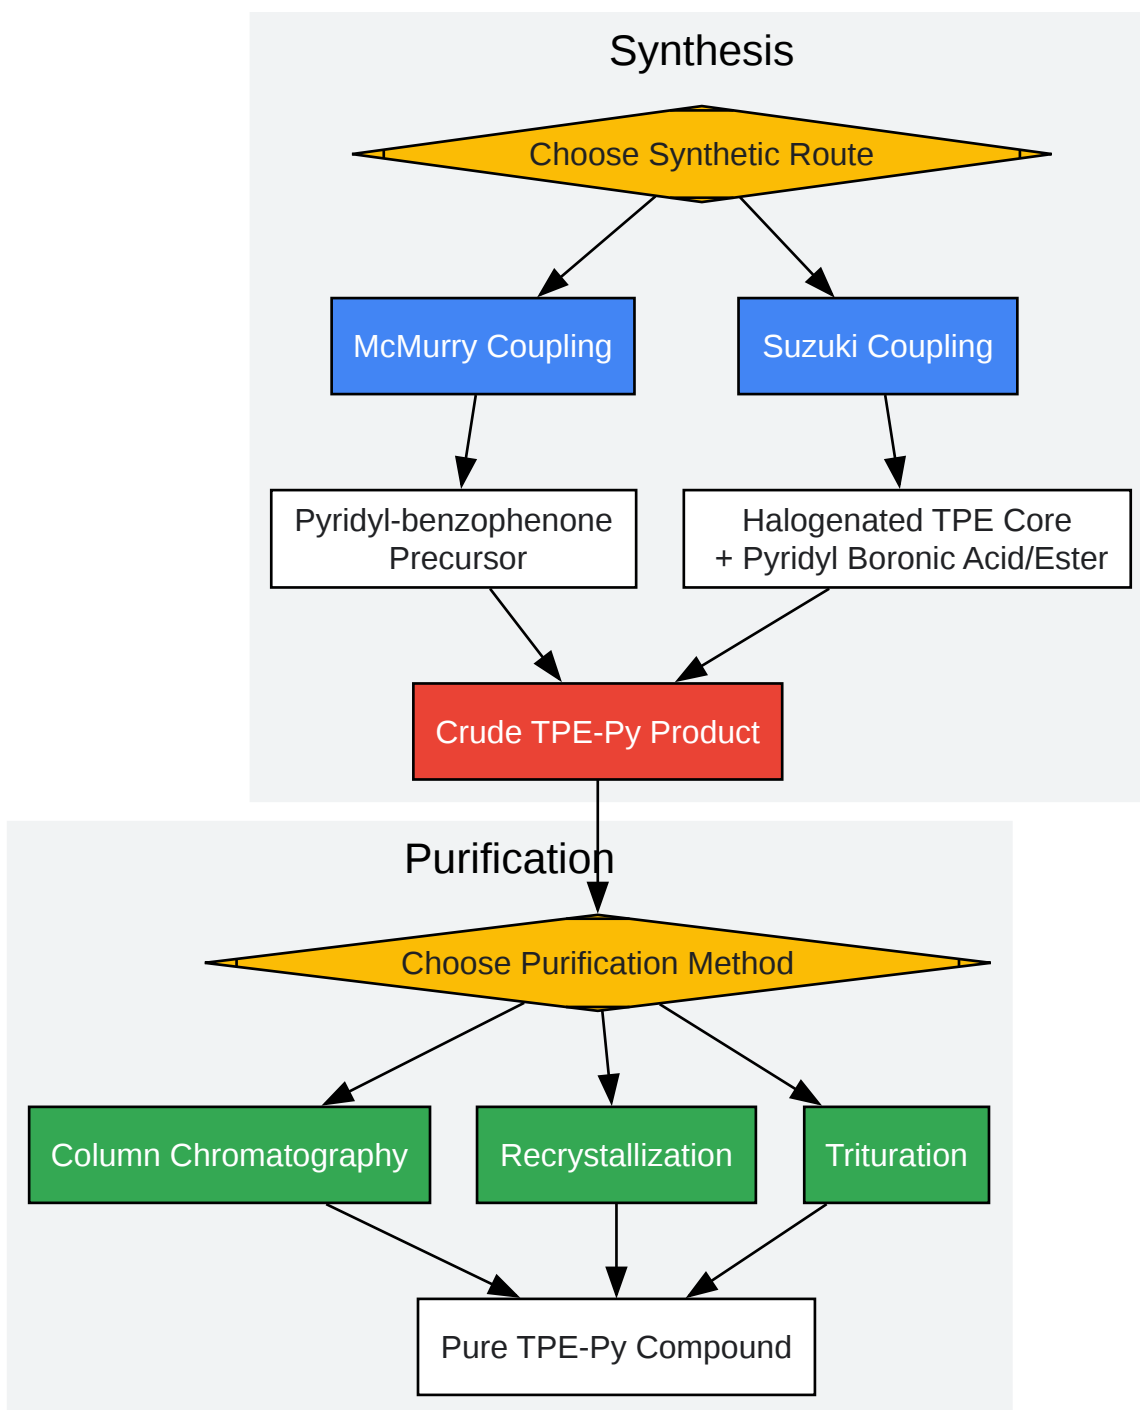 Synthesis
Choose Synthetic Route
McMurry Coupling
Suzuki Coupling
Pyridyl-benzophenone
Precursor
Halogenated TPE Core
+ Pyridyl Boronic Acid/Ester
Crude TPE-Py Product
Purification
Choose Purification Method
Column Chromatography
Recrystallization
Trituration
Pure TPE-Py Compound